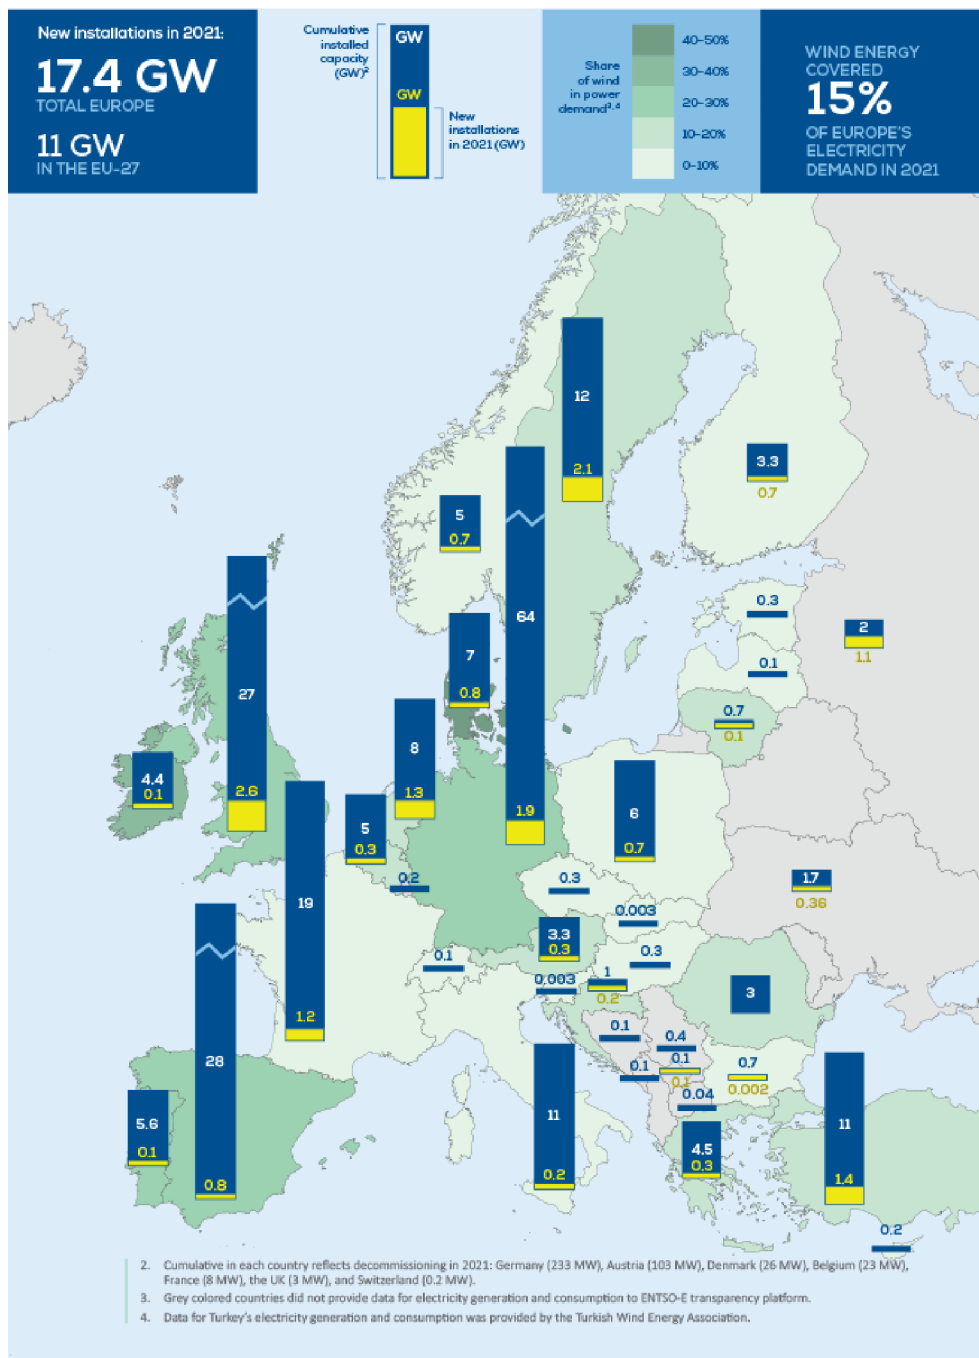 New installations in 2021:
17.4 GW
TOTAL EUROPE
11 GW
IN THE EU-27
Cumulative
installed
capacity
(GW)²
GW
GW
New
installations
in 2021 (GW)
Share
of wind
in power
demand³,⁴
40-50%
30-40%
20-30%
10-20%
0-10%
WIND ENERGY
COVERED
15%
OF EUROPE'S
ELECTRICITY
DEMAND IN 2021
12
2.1
3.3
0.7
5
0.7
64
1.9
0.3
2
1.1
0.1
0.7
0.1
27
2.6
7
0.8
8
1.3
4.4
0.1
5
0.3
6
0.7
0.2
0.3
1.7
0.36
19
1.2
0.003
3.3
0.3
0.3
0.1
0.003
1
0.2
3
28
0.8
0.1
0.4
0.1
0.1
0.1
0.7
0.002
0.04
5.6
0.1
11
0.2
4.5
0.3
11
1.4
0.2
2. Cumulative in each country reflects decommissioning in 2021: Germany (233 MW), Austria (103 MW), Denmark (26 MW), Belgium (23 MW),
France (8 MW), the UK (3 MW), and Switzerland (0.2 MW).
3. Grey colored countries did not provide data for electricity generation and consumption to ENTSO-E transparency platform.
4. Data for Turkey's electricity generation and consumption was provided by the Turkish Wind Energy Association.